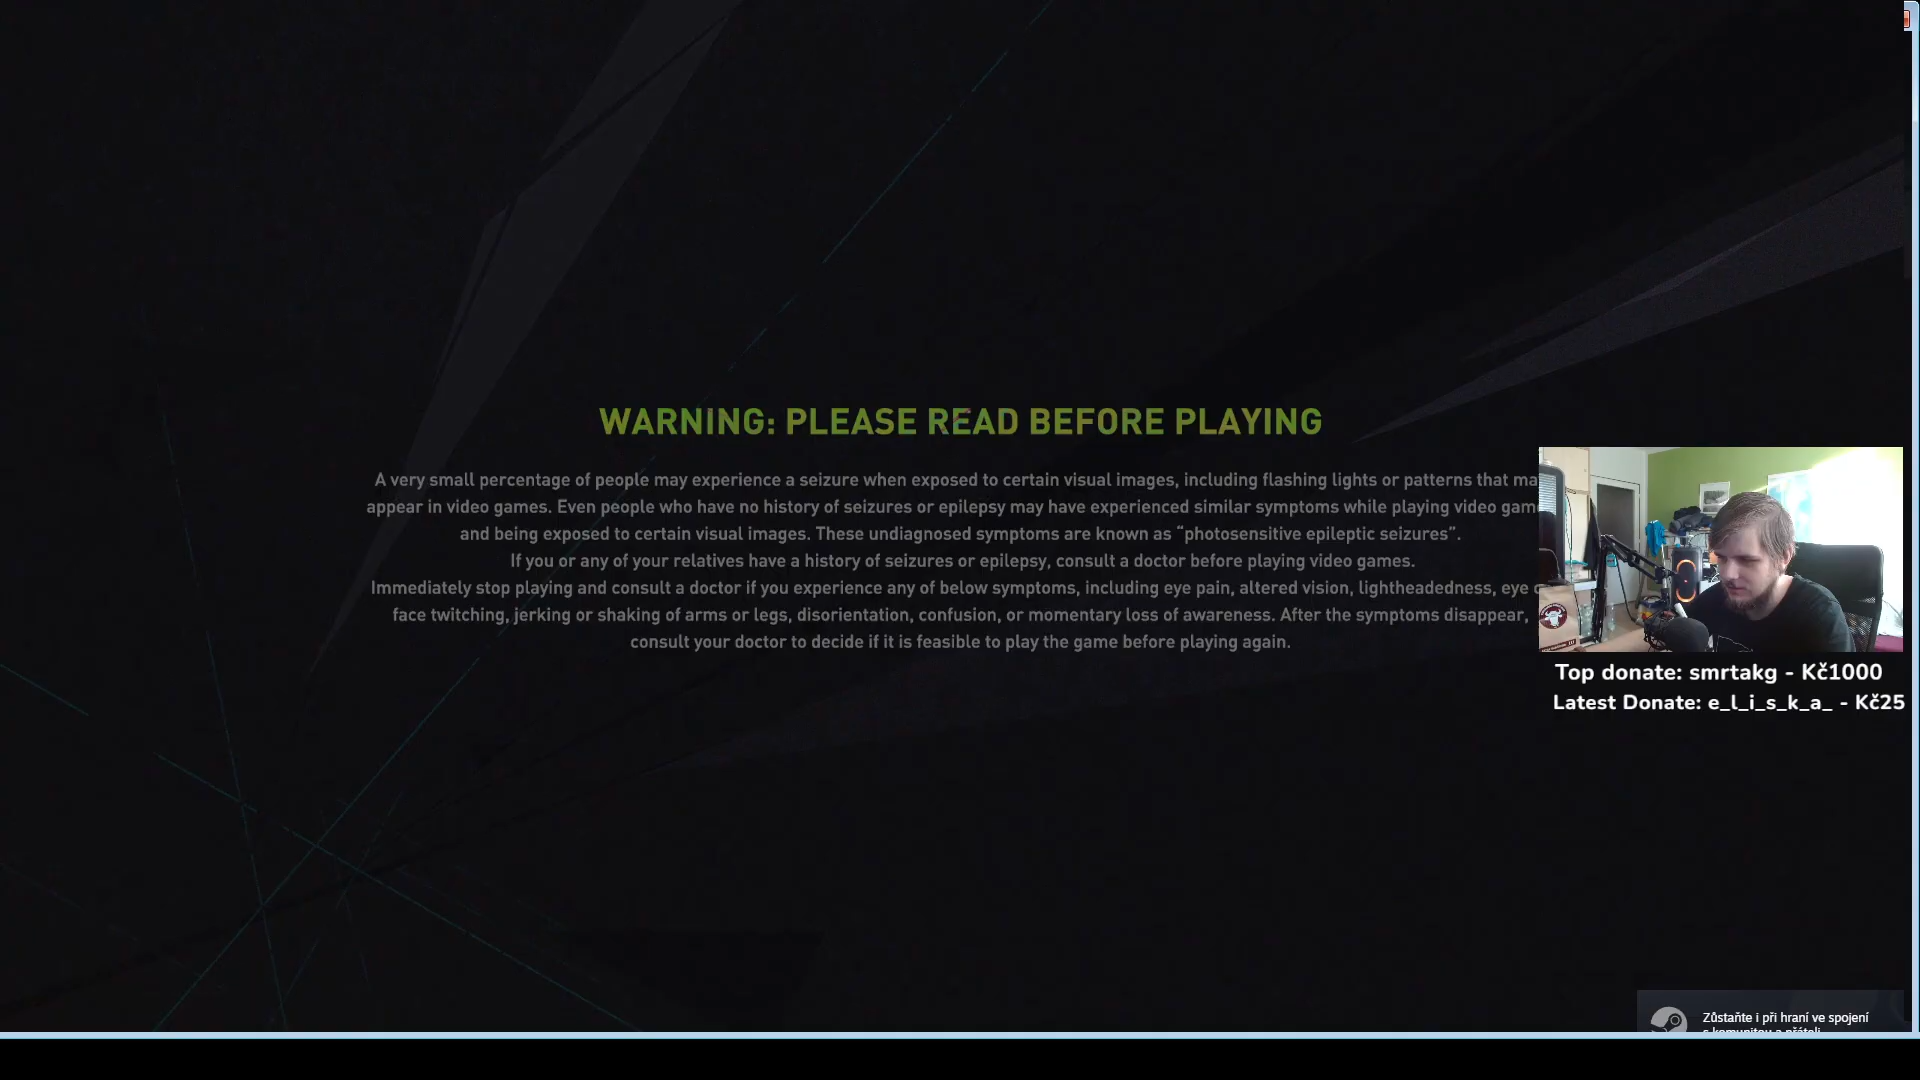 WARNING: PLEASE READ BEFORE PLAYING
A very small percentage of people may experience a seizure when exposed to certain visual images, including flashing lights or patterns that
appear in video games. Even people who have no history of seizures or epilepsy may have experienced similar symptoms while playing video
and being exposed to certain visual images. These undiagnosed symptoms are known as “photosensitive epileptic seizures”.
If you or any of your relatives have a history of seizures or epilepsy, consult a doctor before playing video games.
Immediately stop playing and consult a doctor if you experience any of below symptoms, including eye pain, altered vision, lightheadedness, eye
face twitching, jerking or shaking of arms or legs, disorientation, confusion, or momentary loss of awareness. After the symptoms disappear,
consult your doctor to decide if it is feasible to play the game before playing again.
Top donate: smrtakg - Kč1000
Latest Donate: e_l_i_s_k_a_ - Kč25
Zůstaňte i při hraní ve spojení
s komunitou a přáteli